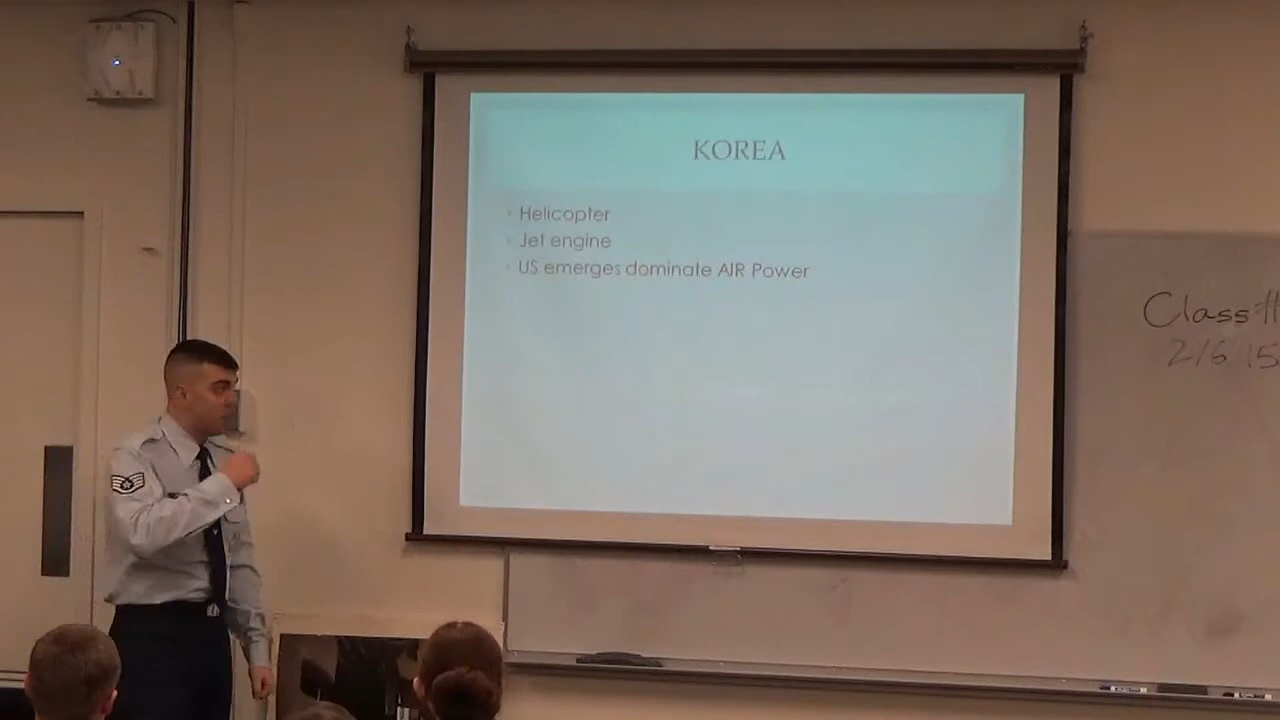 KOREA
Helicopter
Jet engine
US emerges dominate AIR Power
Class #
2/6 15